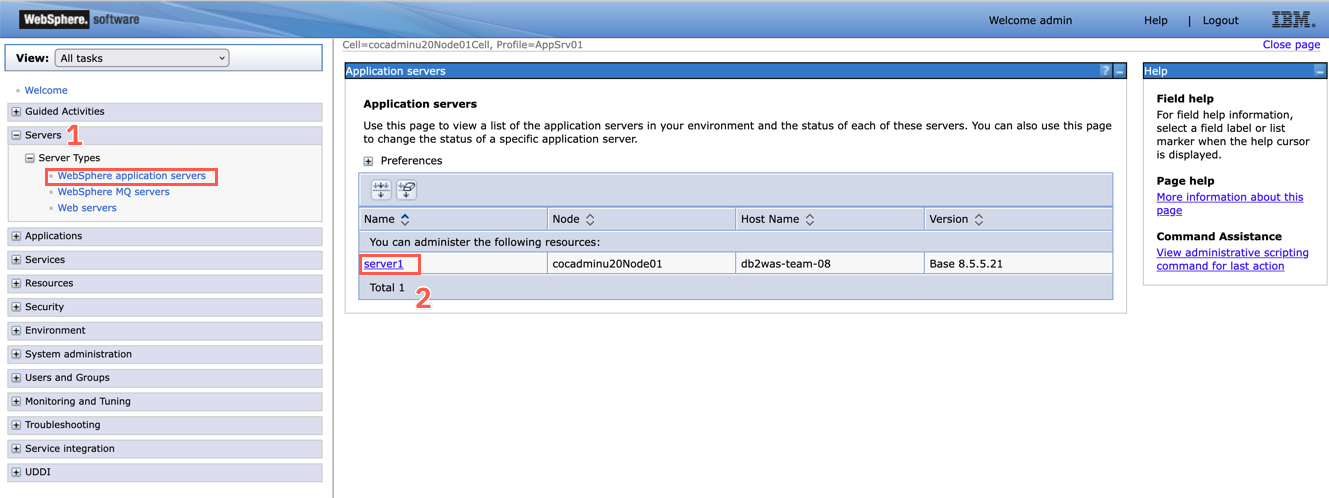 WebSphere. software
Welcome admin Help | Logout IBM.
View: All tasks
Welcome
Guided Activities
Servers 1
Server Types
WebSphere application servers
WebSphere MQ servers
Web servers
Applications
Services
Resources
Security
Environment
System administration
Users and Groups
Monitoring and Tuning
Troubleshooting
Service integration
UDDI
Cell=cocadminu20Node01Cell, Profile=AppSrv01
Close page
Application servers
?
Application servers
Use this page to view a list of the application servers in your environment and the status of each of these servers. You can also use this page
to change the status of a specific application server.
Preferences
Name Node Host Name Version
You can administer the following resources:
server1 cocadminu20Node01 db2was-team-08 Base 8.5.5.21
Total 1 2
Help
Field help
For field help information,
select a field label or list
marker when the help cursor
is displayed.
Page help
More information about this
page
Command Assistance
View administrative scripting
command for last action